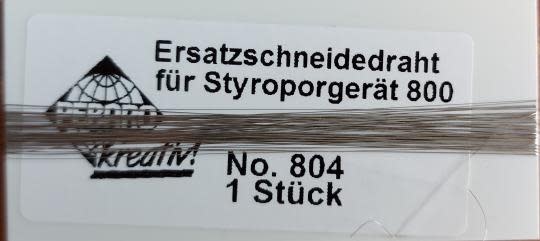 Ersatzschneidedraht
für Styroporgerät 800
kreativ!
No. 804
1 Stück